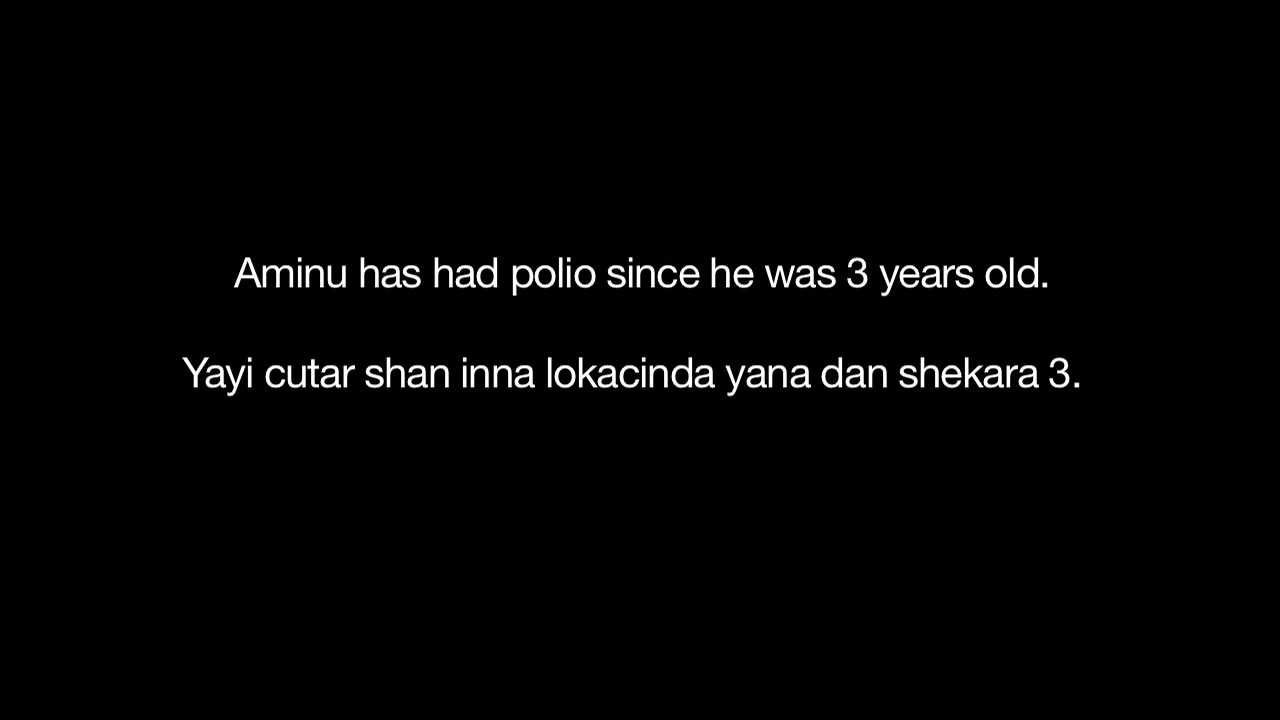 Aminu has had polio since he was 3 years old.
Yayi cutar shan inna lokacinda yana dan shekara 3.